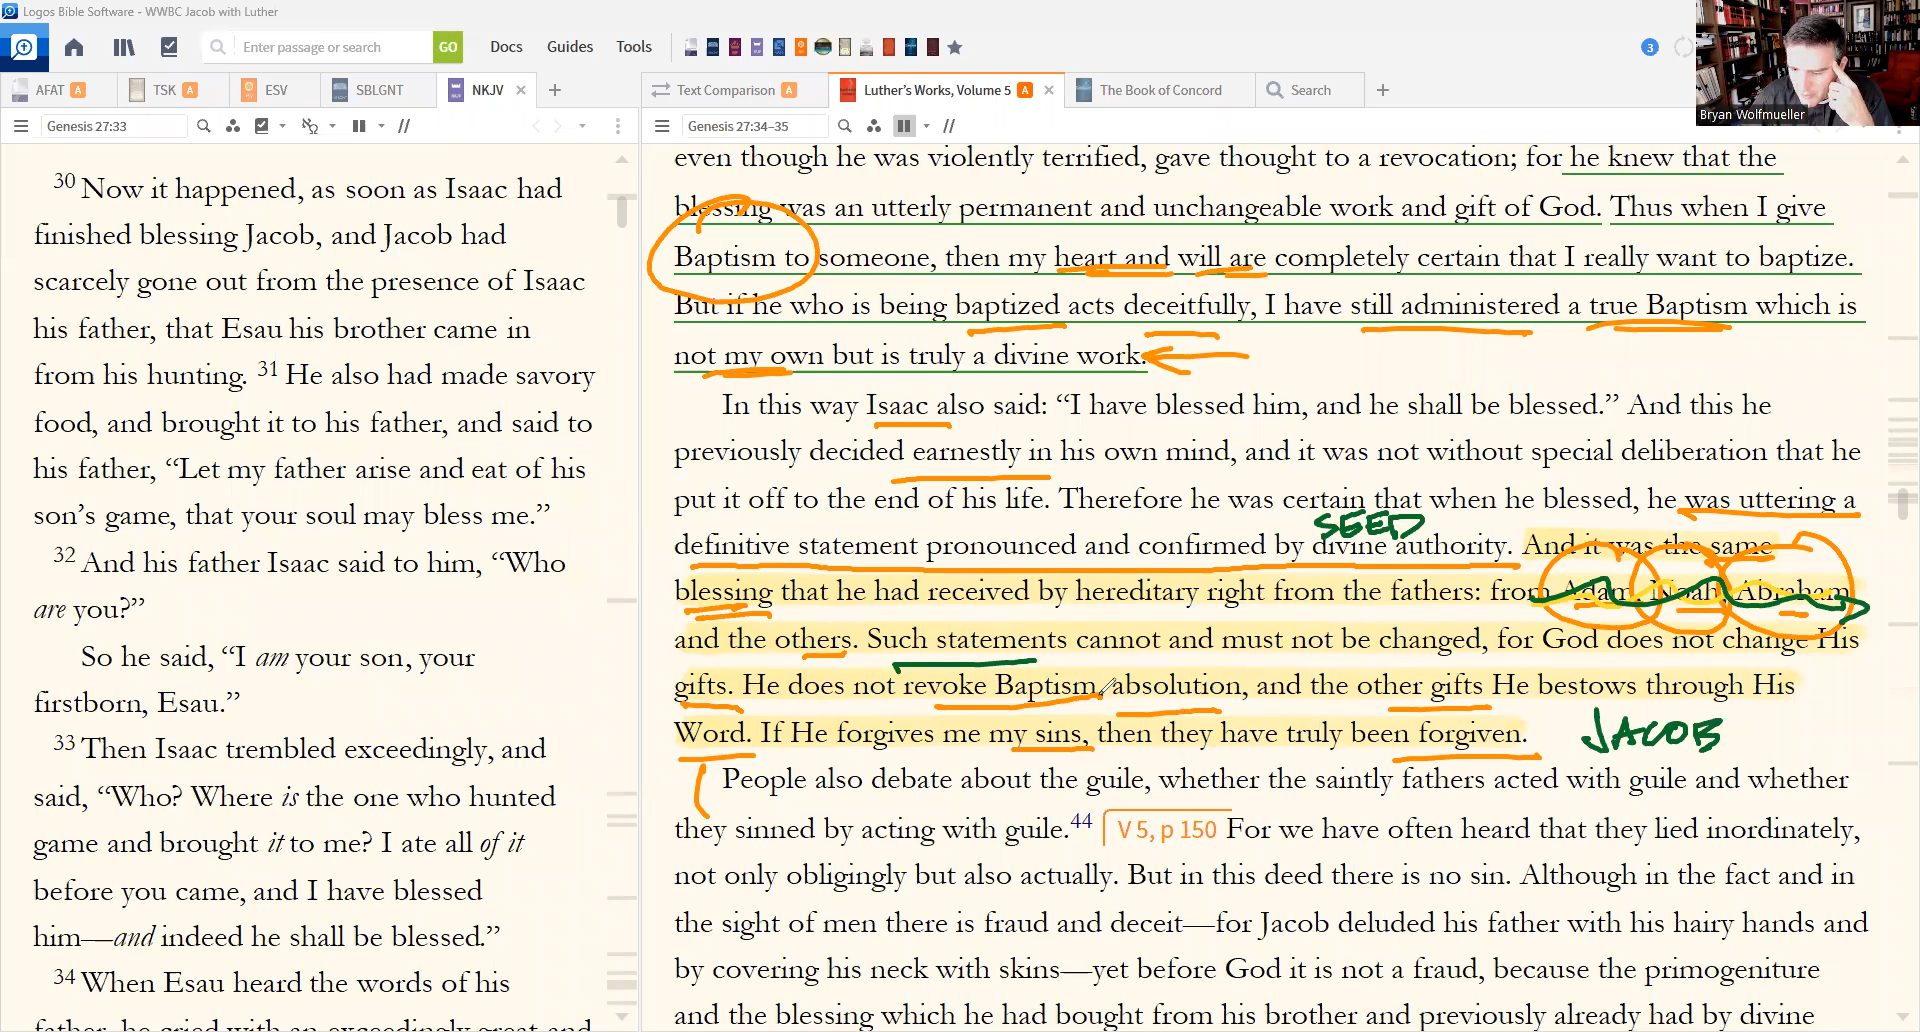 Logos Bible Software - WWBC Jacob with Luther
Enter passage or search
GO
Docs
Guides
Tools
3
Bryan Wolfmueller
AFAT A
TSK A
ESV
SBLGNT
NKJV
Text Comparison A
Luther's Works, Volume 5 A
The Book of Concord
Search
Genesis 27:33
Genesis 27:34–35
30 Now it happened, as soon as Isaac had
finished blessing Jacob, and Jacob had
scarcely gone out from the presence of Isaac
his father, that Esau his brother came in
from his hunting. 31 He also had made savory
food, and brought it to his father, and said to
his father, “Let my father arise and eat of his
son’s game, that your soul may bless me.”
32 And his father Isaac said to him, “Who
are you?”
So he said, “I am your son, your
firstborn, Esau.”
33 Then Isaac trembled exceedingly, and
said, “Who? Where is the one who hunted
game and brought it to me? I ate all of it
before you came, and I have blessed
him—and indeed he shall be blessed.”
34 When Esau heard the words of his
father, he cried with an exceedingly great and
even though he was violently terrified, gave thought to a revocation; for he knew that the
blessing was an utterly permanent and unchangeable work and gift of God. Thus when I give
Baptism to someone, then my heart and will are completely certain that I really want to baptize.
But if he who is being baptized acts deceitfully, I have still administered a true Baptism which is
not my own but is truly a divine work.
In this way Isaac also said: “I have blessed him, and he shall be blessed.” And this he
previously decided earnestly in his own mind, and it was not without special deliberation that he
put it off to the end of his life. Therefore he was certain that when he blessed, he was uttering a
SEED
definitive statement pronounced and confirmed by divine authority. And it was the same
blessing that he had received by hereditary right from the fathers: from Adam, Noah, Abraham
and the others. Such statements cannot and must not be changed, for God does not change His
gifts. He does not revoke Baptism, absolution, and the other gifts He bestows through His
Word. If He forgives me my sins, then they have truly been forgiven.
JACOB
People also debate about the guile, whether the saintly fathers acted with guile and whether
they sinned by acting with guile.44 V 5, p 150 For we have often heard that they lied inordinately,
not only obligingly but also actually. But in this deed there is no sin. Although in the fact and in
the sight of men there is fraud and deceit—for Jacob deluded his father with his hairy hands and
by covering his neck with skins—yet before God it is not a fraud, because the primogeniture
and the blessing which he had bought from his brother and previously already had by divine